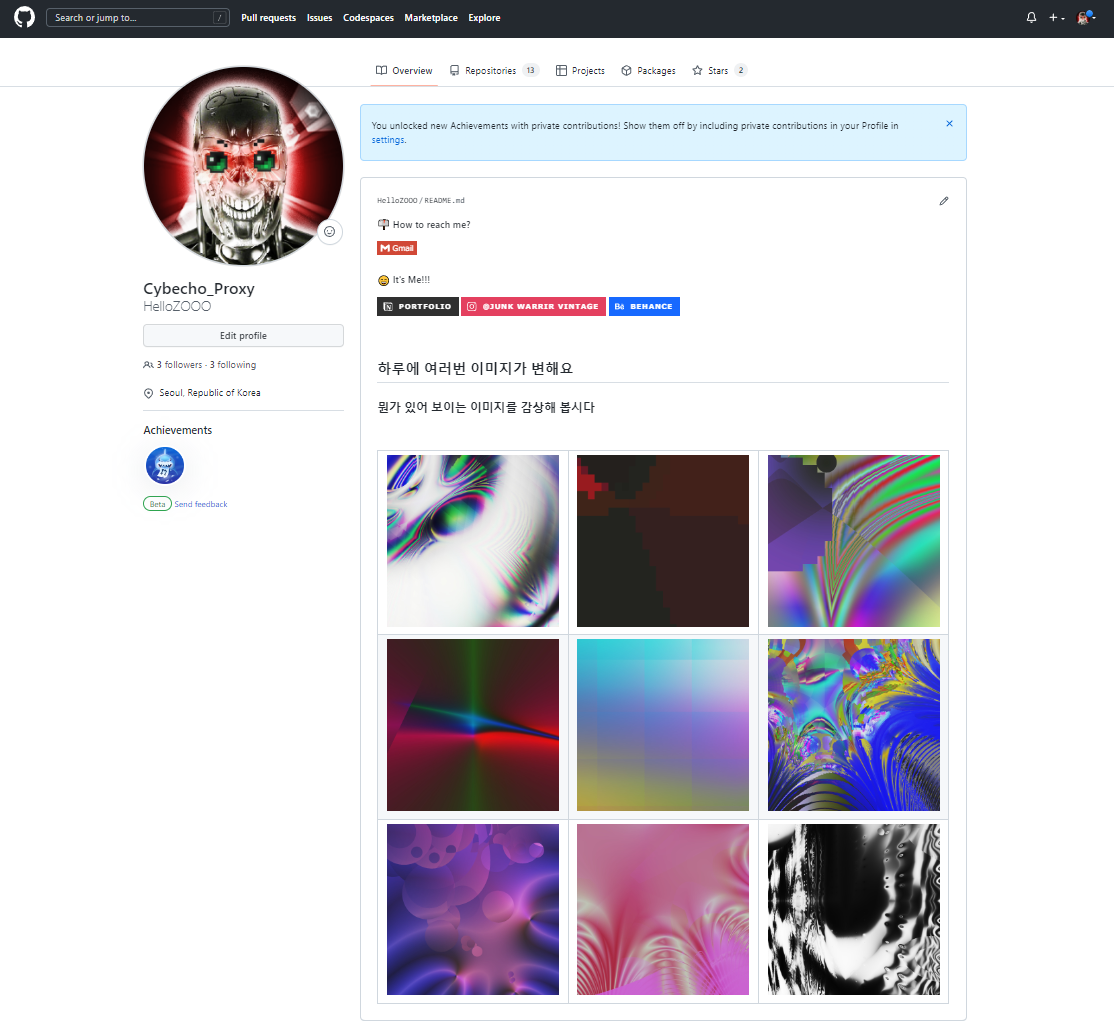 Search or jump to...
/
Pull requests
Issues
Codespaces
Marketplace
Explore
Overview
Repositories 13
Projects
Packages
Stars 2
You unlocked new Achievements with private contributions! Show them off by including private contributions in your Profile in
settings.
Cybecho_Proxy
HelloZOOO
Edit profile
3 followers · 3 following
Seoul, Republic of Korea
Achievements
Beta Send feedback
HelloZOOO / README.md
How to reach me?
Gmail
It's Me!!!
PORTFOLIO @JUNK WARRIR VINTAGE BEHANCE
하루에 여러번 이미지가 변해요
뭔가 있어 보이는 이미지를 감상해 봅시다